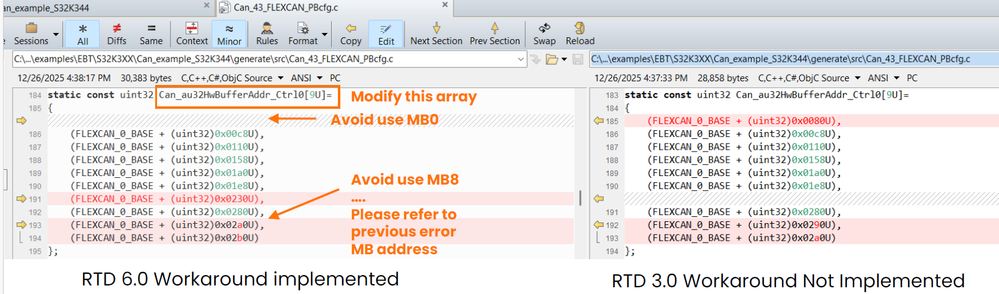 an_example_S32K344 × Can_43_FLEXCAN_PBcfg.c ×
* ≠ = ≈
Sessions All Diffs Same Context Minor Rules Format Copy Edit Next Section Prev Section Swap Reload
C:\...\examples\EBT\S32K3XX\Can_example_S32K344\generate\src\Can_43_FLEXCAN_PBcfg.c
12/26/2025 4:38:17 PM 30,383 bytes C,C++,C#,ObjC Source ANSI PC
184 static const uint32 Can_au32HwBufferAddr_Ctrl0[9U]=
185 {
186 (FLEXCAN_0_BASE + (uint32)0x00c8U),
187 (FLEXCAN_0_BASE + (uint32)0x0110U),
188 (FLEXCAN_0_BASE + (uint32)0x0158U),
189 (FLEXCAN_0_BASE + (uint32)0x01a0U),
190 (FLEXCAN_0_BASE + (uint32)0x01e8U),
191 (FLEXCAN_0_BASE + (uint32)0x0230U),
192 (FLEXCAN_0_BASE + (uint32)0x0280U),
193 (FLEXCAN_0_BASE + (uint32)0x02a0U),
194 (FLEXCAN_0_BASE + (uint32)0x02b0U)
195 };
Modify this array
Avoid use MB0
Avoid use MB8
....
Please refer to
previous error
MB address
RTD 6.0 Workaround implemented
C:\...\examples\EBT\S32K3XX\Can_example_S32K344\generate\src\Can_43_FLEXCAN_PBcfg.c
12/26/2025 4:37:33 PM 28,858 bytes C,C++,C#,ObjC Source ANSI PC
183 static const uint32 Can_au32HwBufferAddr_Ctrl0[9U]=
184 {
185 (FLEXCAN_0_BASE + (uint32)0x0080U),
186 (FLEXCAN_0_BASE + (uint32)0x00c8U),
187 (FLEXCAN_0_BASE + (uint32)0x0110U),
188 (FLEXCAN_0_BASE + (uint32)0x0158U),
189 (FLEXCAN_0_BASE + (uint32)0x01a0U),
190 (FLEXCAN_0_BASE + (uint32)0x01e8U),
191 (FLEXCAN_0_BASE + (uint32)0x0280U),
192 (FLEXCAN_0_BASE + (uint32)0x0290U),
193 (FLEXCAN_0_BASE + (uint32)0x02a0U)
194 };
RTD 3.0 Workaround Not Implemented